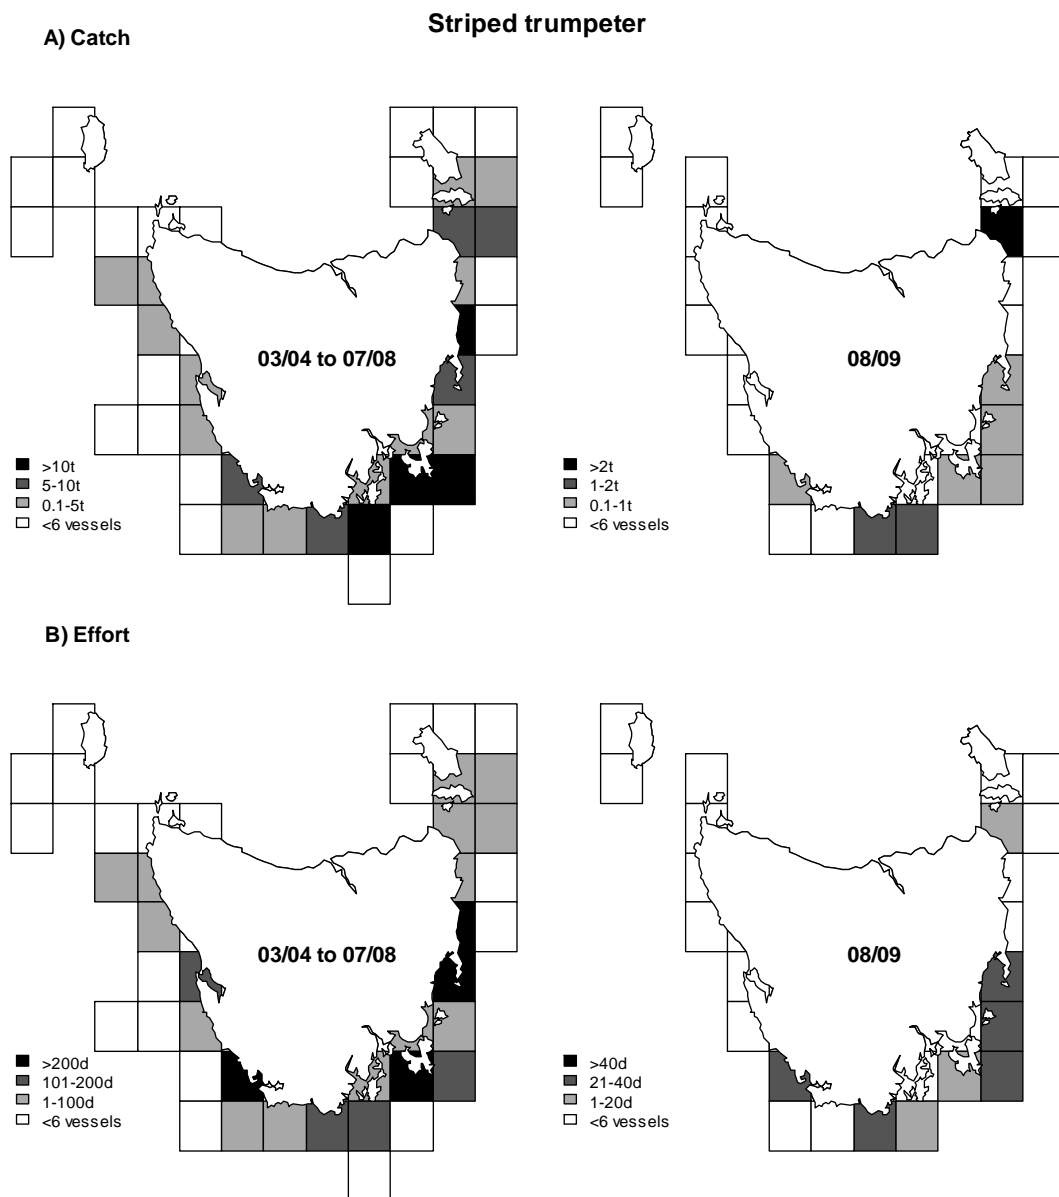 Striped trumpeter
A) Catch
03/04 to 07/08
>10t
5-10t
0.1-5t
<6 vessels
08/09
>2t
1-2t
0.1-1t
<6 vessels
B) Effort
03/04 to 07/08
>200d
101-200d
1-100d
<6 vessels
08/09
>40d
21-40d
1-20d
<6 vessels